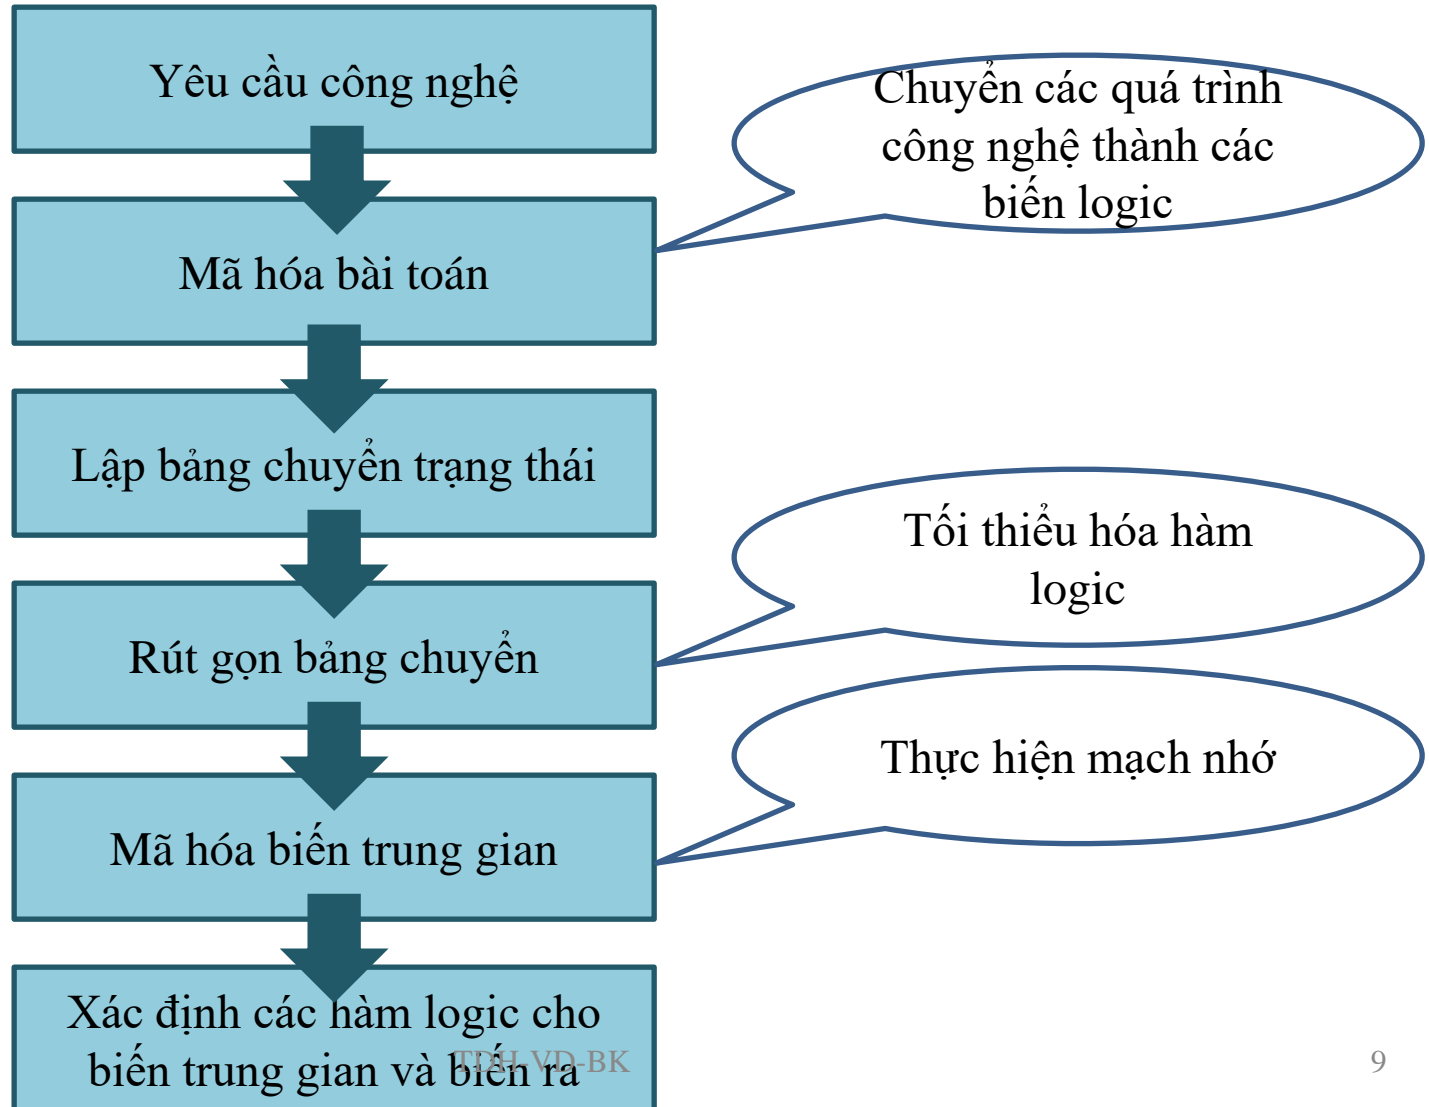 Yêu cầu công nghệ
Chuyển các quá trình
công nghệ thành các
biến logic
Mã hóa bài toán
Lập bảng chuyển trạng thái
Tối thiểu hóa hàm
logic
Rút gọn bảng chuyển
Thực hiện mạch nhớ
Mã hóa biến trung gian
Xác định các hàm logic cho
biến trung gian và biến ra
TDH-VD-BK
9